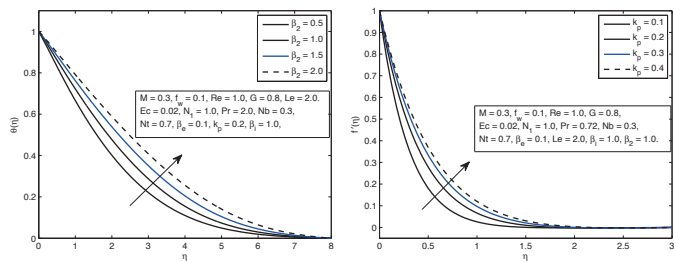 1
0.8
0.6
0.4
0.2
0
θ(η)
0 1 2 3 4 5 6 7 8
η
β2 = 0.5
β2 = 1.0
β2 = 1.5
β2 = 2.0
M = 0.3, fw = 0.1, Re = 1.0, G = 0.8, Le = 2.0.
Ec = 0.02, N1 = 1.0, Pr = 2.0, Nb = 0.3,
Nt = 0.7, βe = 0.1, kp = 0.2, βi = 1.0,
1
0.9
0.8
0.7
0.6
0.5
0.4
0.3
0.2
0.1
0
f'(η)
0 0.5 1 1.5 2 2.5 3
η
kp = 0.1
kp = 0.2
kp = 0.3
kp = 0.4
M = 0.3, fw = 0.1, Re = 1.0, G = 0.8,
Ec = 0.02, N1 = 1.0, Pr = 0.72, Nb = 0.3,
Nt = 0.7, βe = 0.1, Le = 2.0, βi = 1.0, β2 = 1.0.